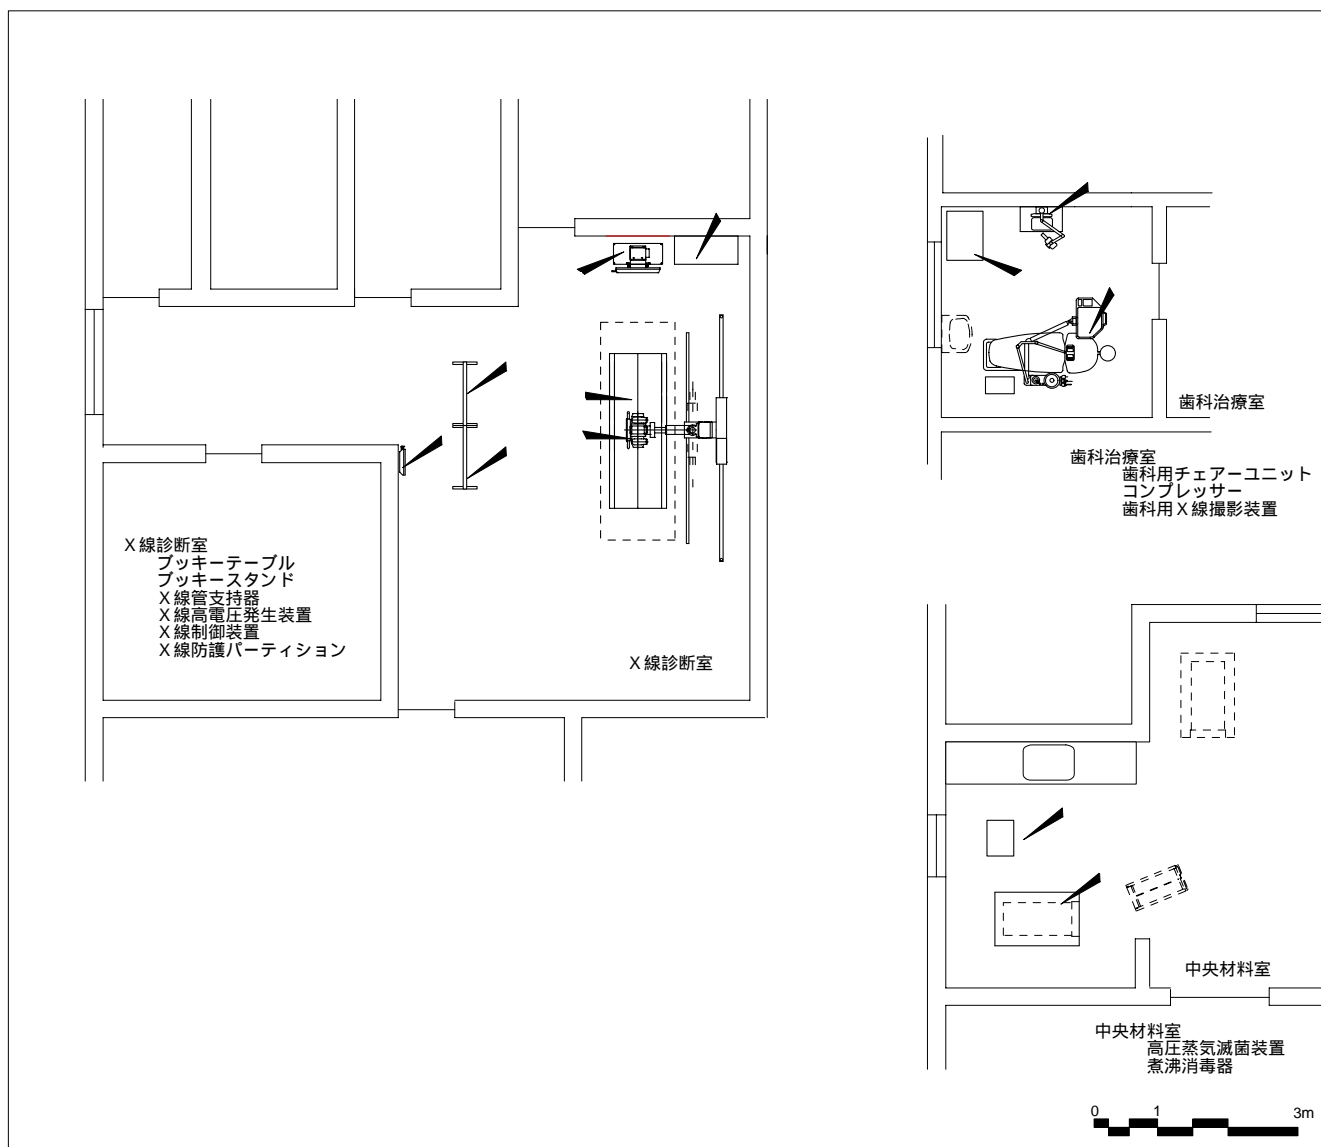 X線診断室
ブッキーテーブル
ブッキースタンド
X線管支持器
X線高電圧発生装置
X線制御装置
X線防護パーティション
X線診断室
歯科治療室
歯科治療室
歯科用チェアーユニット
コンプレッサー
歯科用X線撮影装置
中央材料室
中央材料室
高圧蒸気滅菌装置
煮沸消毒器
0 1 3m